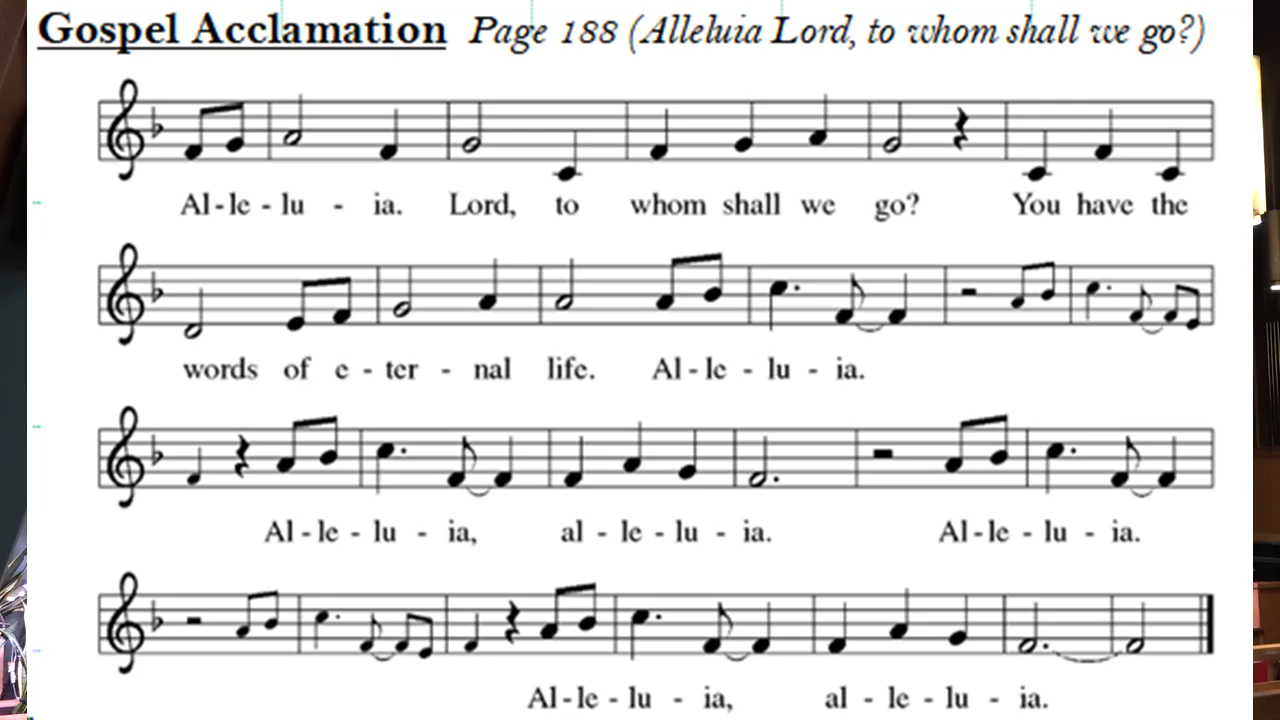 Gospel Acclamation Page 188 (Alleluia Lord, to whom shall we go?)
Al - le - lu - ia. Lord, to whom shall we go? You have the
words of e - ter - nal life. Al - le - lu - ia.
Al - le - lu - ia, al - le - lu - ia. Al - le - lu - ia.
Al - le - lu - ia, al - le - lu - ia.